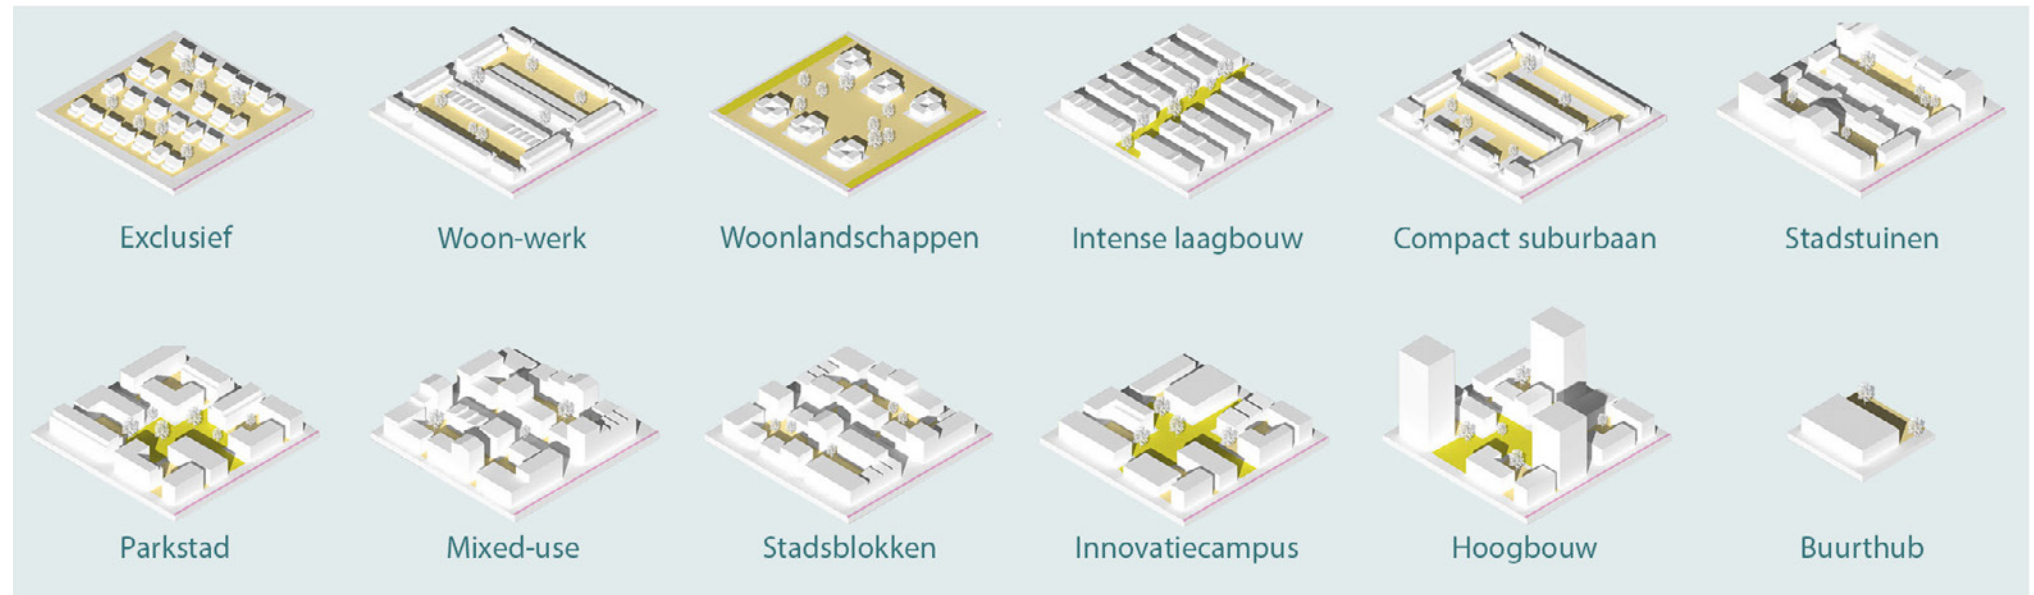 Exclusief
Woon-werk
Woonlandschappen
Intense laagbouw
Compact suburbaan
Stadstuinen
Parkstad
Mixed-use
Stadsblokken
Innovatiecampus
Hoogbouw
Buurthub